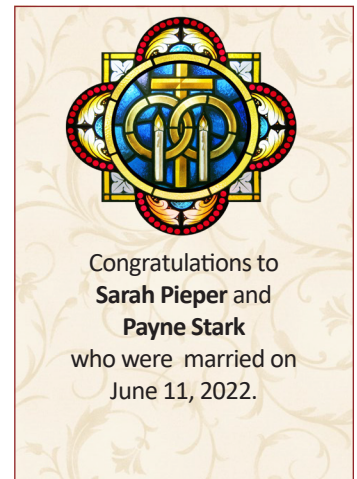 Congratulations to
Sarah Pieper and
Payne Stark
who were  married on
June 11, 2022.